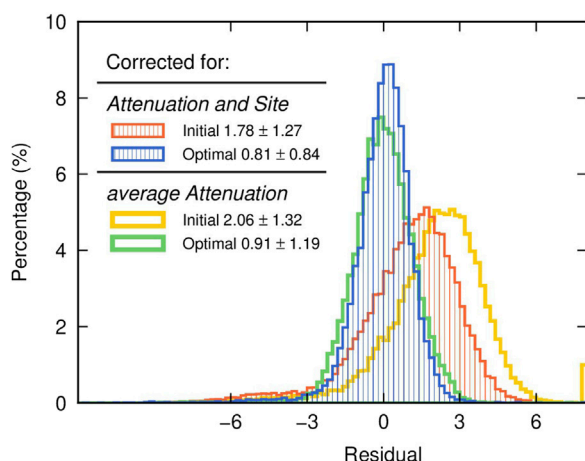 10
8
6
4
2
0
Percentage (%)
Corrected for:
Attenuation and Site
Initial 1.78 ± 1.27
Optimal 0.81 ± 0.84
average Attenuation
Initial 2.06 ± 1.32
Optimal 0.91 ± 1.19
−6 −3 0 3 6
Residual